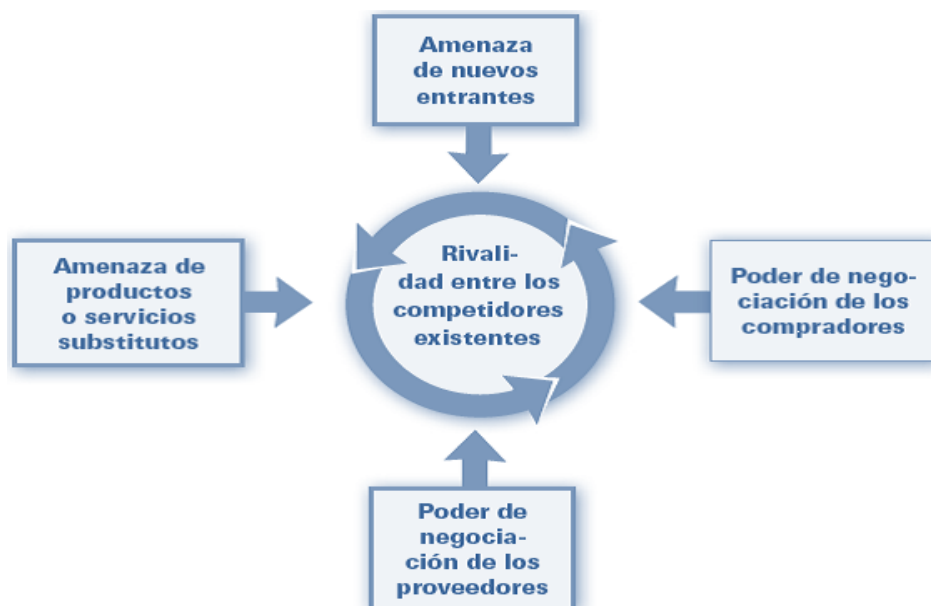 Amenaza
de nuevos
entrantes
Amenaza de
productos
o servicios
substitutos
Rivali-
dad entre los
competidores
existentes
Poder de nego-
ciación de los
compradores
Poder de
negocia-
ción de los
proveedores